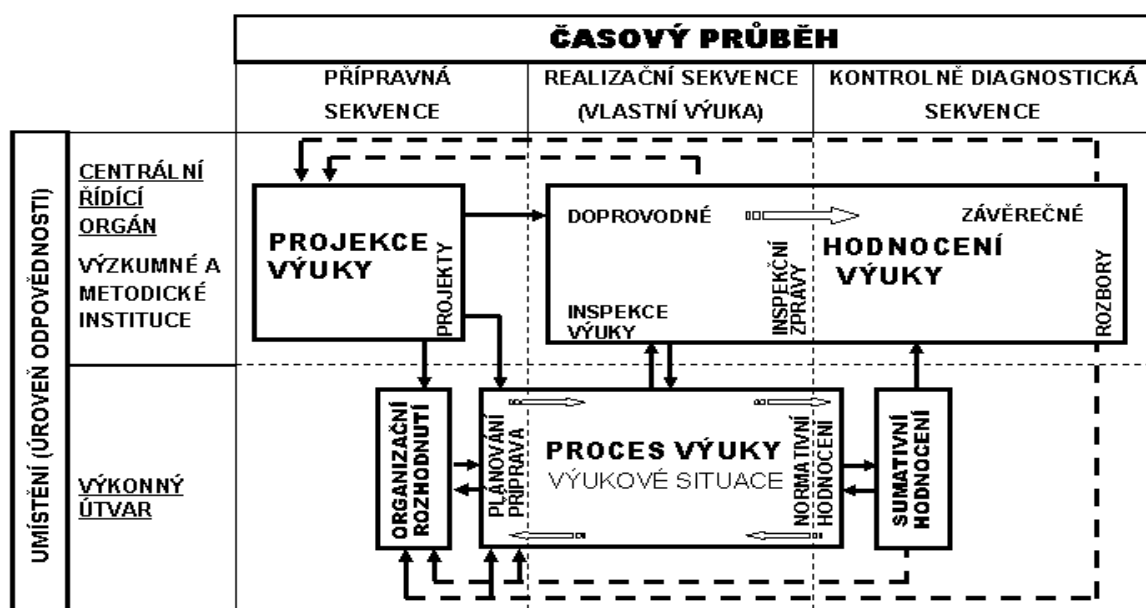 ČASOVÝ PRŮBĚH
PŘÍPRAVNÁ
SEKVENCE
REALIZAČNÍ SEKVENCE
(VLASTNÍ VÝUKA)
KONTROLNĚ DIAGNOSTICKÁ
SEKVENCE
UMÍSTĚNÍ (ÚROVEŇ ODPOVĚDNOSTI)
CENTRÁLNÍ
ŘÍDÍCÍ
ORGÁN
VÝZKUMNÉ A
METODICKÉ
INSTITUCE
PROJEKCE
VÝUKY
PROJEKTY
DOPROVODNÉ
ZÁVĚREČNÉ
HODNOCENÍ
VÝUKY
INSPEKCE
VÝUKY
INSPEKČNÍ
ZPRÁVY
ROZBORY
VÝKONNÝ
ÚTVAR
ORGANIZAČNÍ
ROZHODNUTÍ
PLÁNOVÁNÍ
PŘÍPRAVA
PROCES VÝUKY
VÝUKOVÉ SITUACE
NORMATIVNÍ
HODNOCENÍ
SUMATIVNÍ
HODNOCENÍ